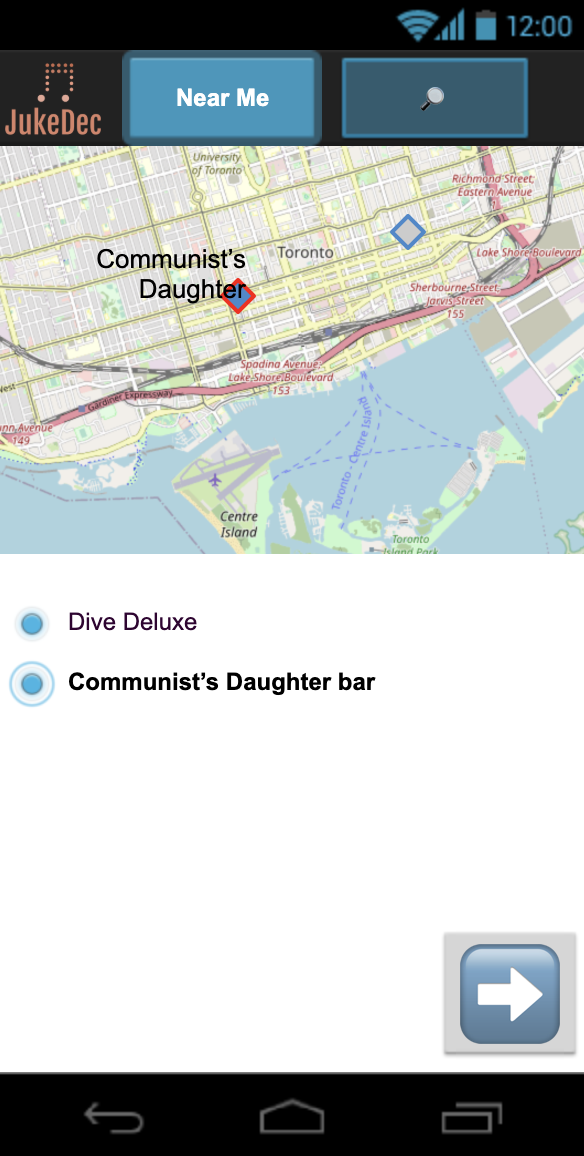 12:00
JukeDec
Near Me
University
of Toronto
Richmond Street,
Eastern Avenue
Communist's
Daughter
Toronto
Lake Shore Boulevard
Sherbourne Street,
Jarvis Street
155
Spadina Avenue,
Lake Shore Boulevard
153
Gardiner Expressway
149
Toronto - Centre Island
Centre
Island
Toronto
Island Park
Dive Deluxe
Communist's Daughter bar